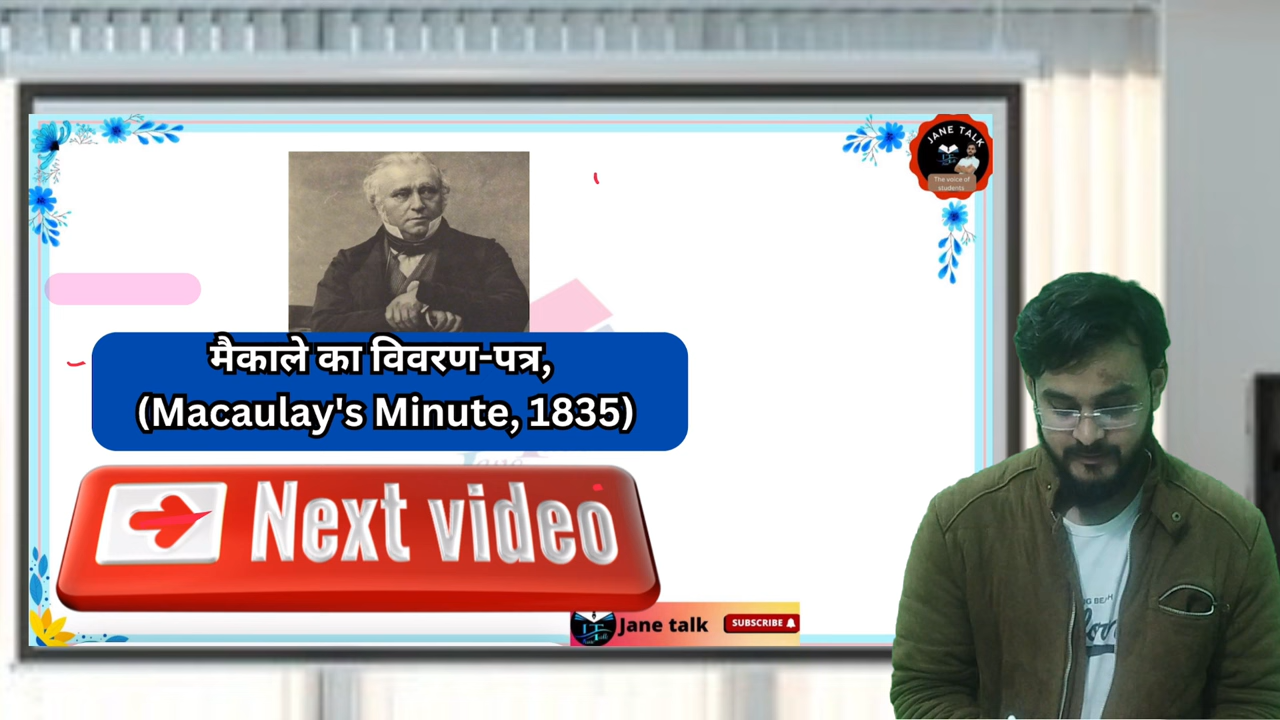 JANE TALK
The voice of
students
मैकाले का विवरण-पत्र,
(Macaulay's Minute, 1835)
Next video
Jane talk
SUBSCRIBE